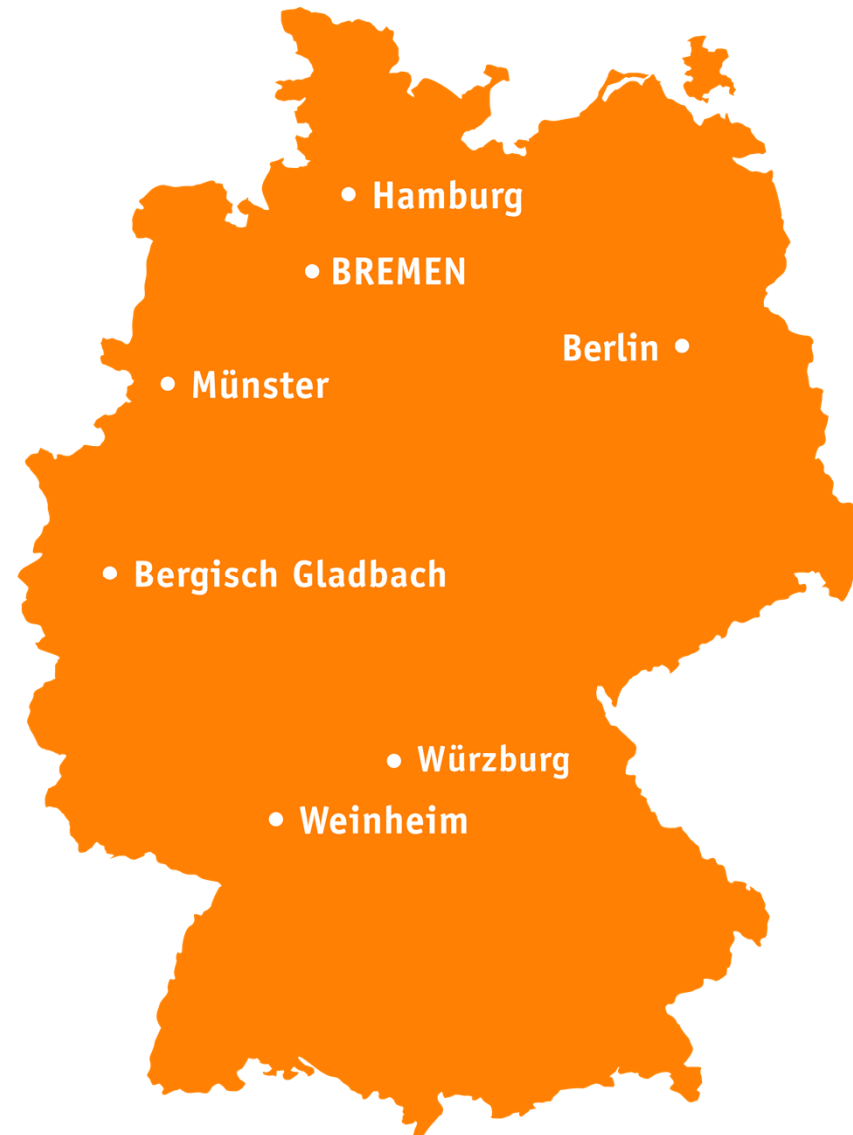 Hamburg
BREMEN
Berlin
Münster
Bergisch Gladbach
Würzburg
Weinheim